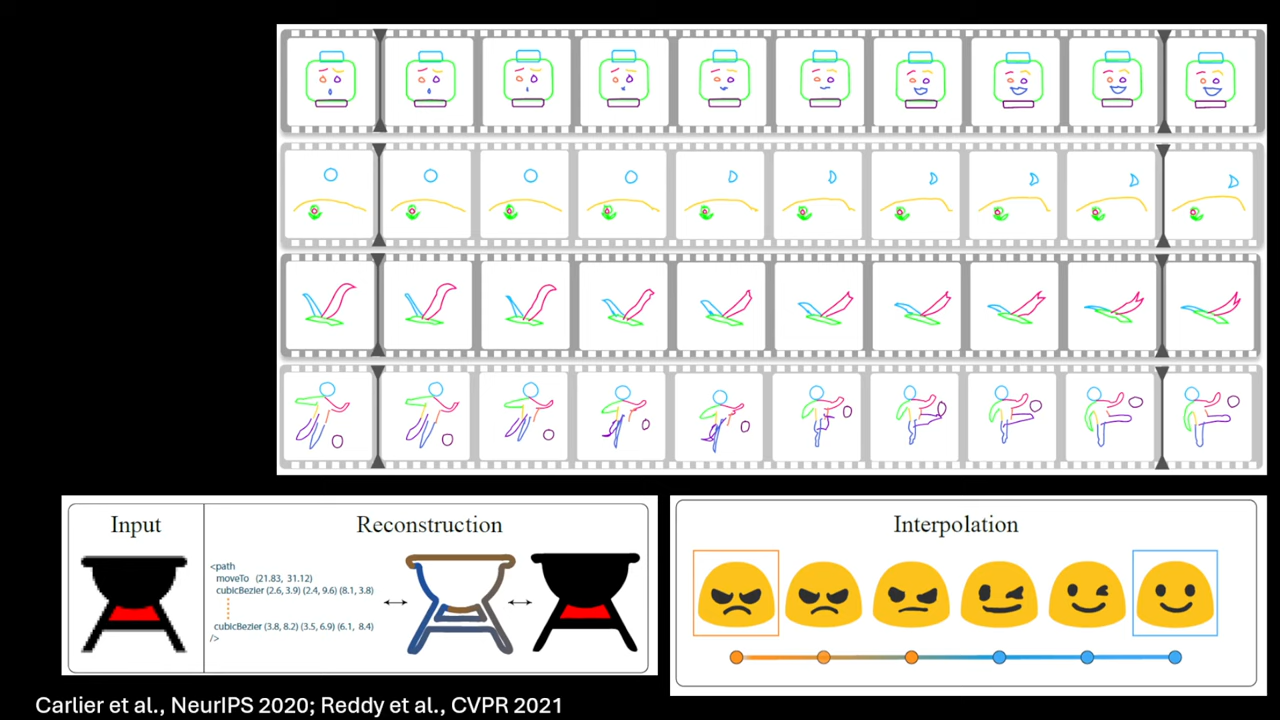 Input
Reconstruction
<path
moveTo (21.83, 31.12)
cubicBezier (2.6, 3.9) (2.4, 9.6) (8.1, 3.8)
cubicBezier (3.8, 8.2) (3.5, 6.9) (6.1, 8.4)
/>
Interpolation
Carlier et al., NeurIPS 2020; Reddy et al., CVPR 2021